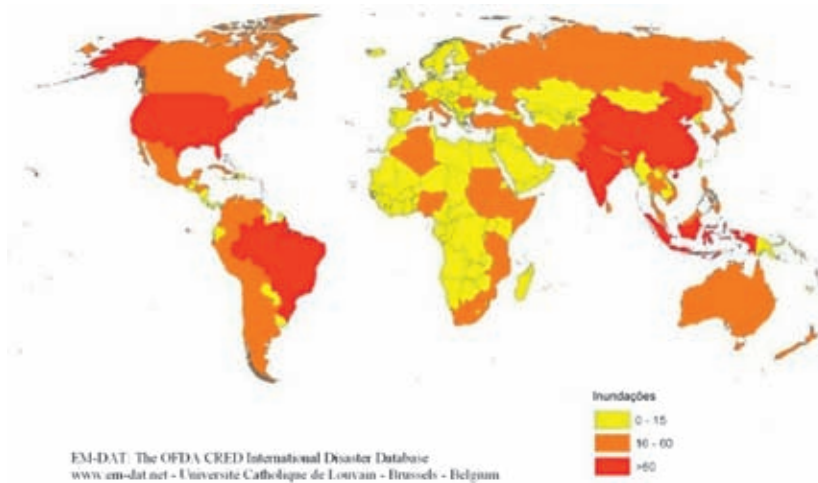 Inundações
0 - 15
16 - 60
>60
EM-DAT: The OFDA CRED International Disaster Database
www.em-dat.net - Université Catholique de Louvain - Brussels - Belgium